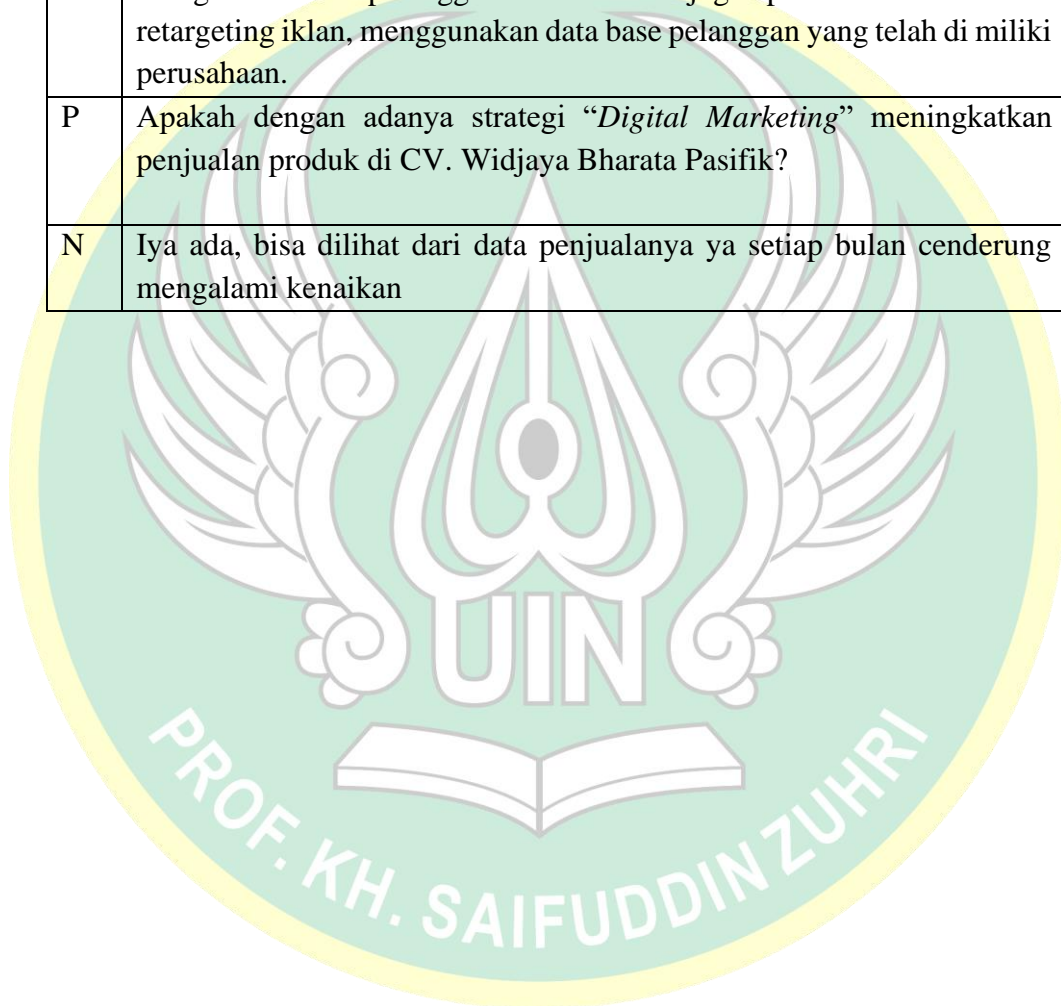 retargeting iklan, menggunakan data base pelanggan yang telah di miliki
perusahaan.
P Apakah dengan adanya strategi “Digital Marketing” meningkatkan
penjualan produk di CV. Widjaya Bharata Pasifik?
N Iya ada, bisa dilihat dari data penjualanya ya setiap bulan cenderung
mengalami kenaikan
UIN
PROF. KH. SAIFUDDIN ZUHRI